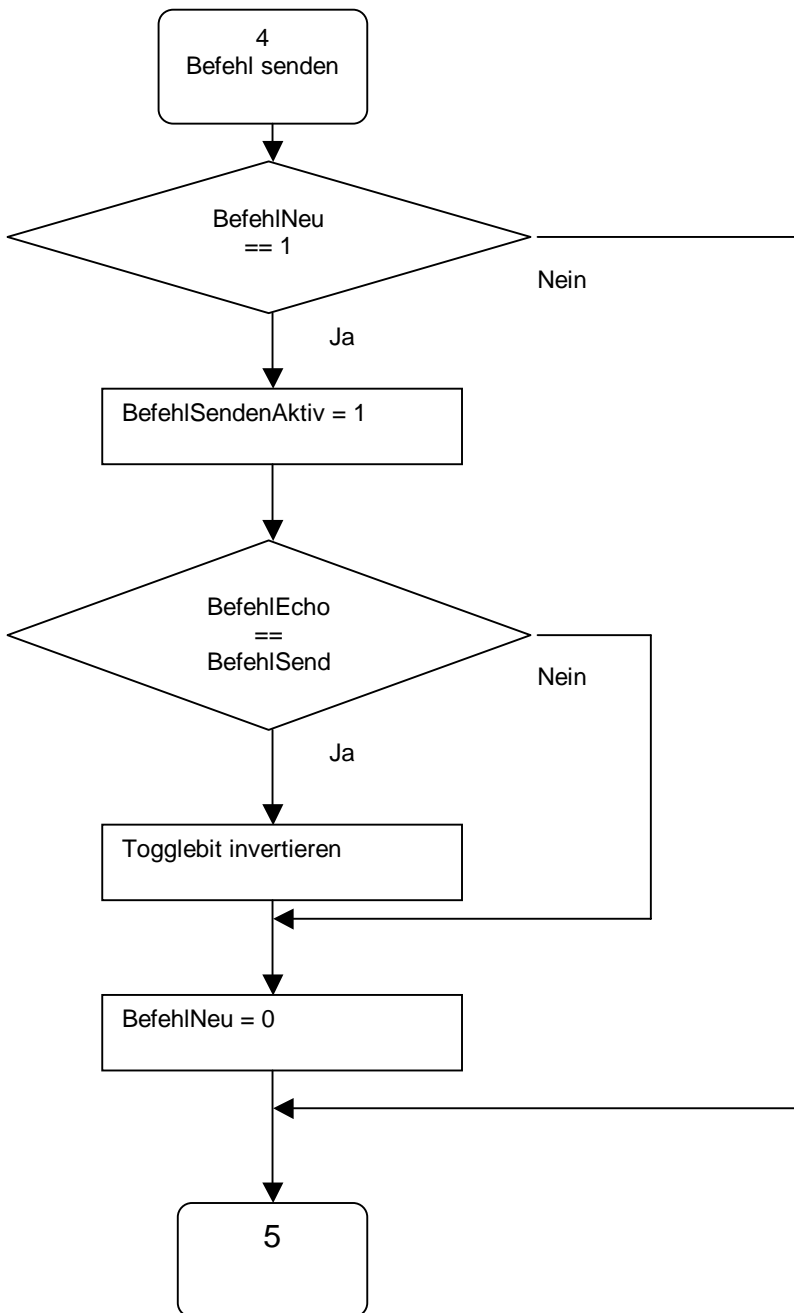 4
Befehl senden
BefehlNeu
== 1
Nein
Ja
BefehlSendenAktiv = 1
BefehlEcho
==
BefehlSend
Nein
Ja
Togglebit invertieren
BefehlNeu = 0
5